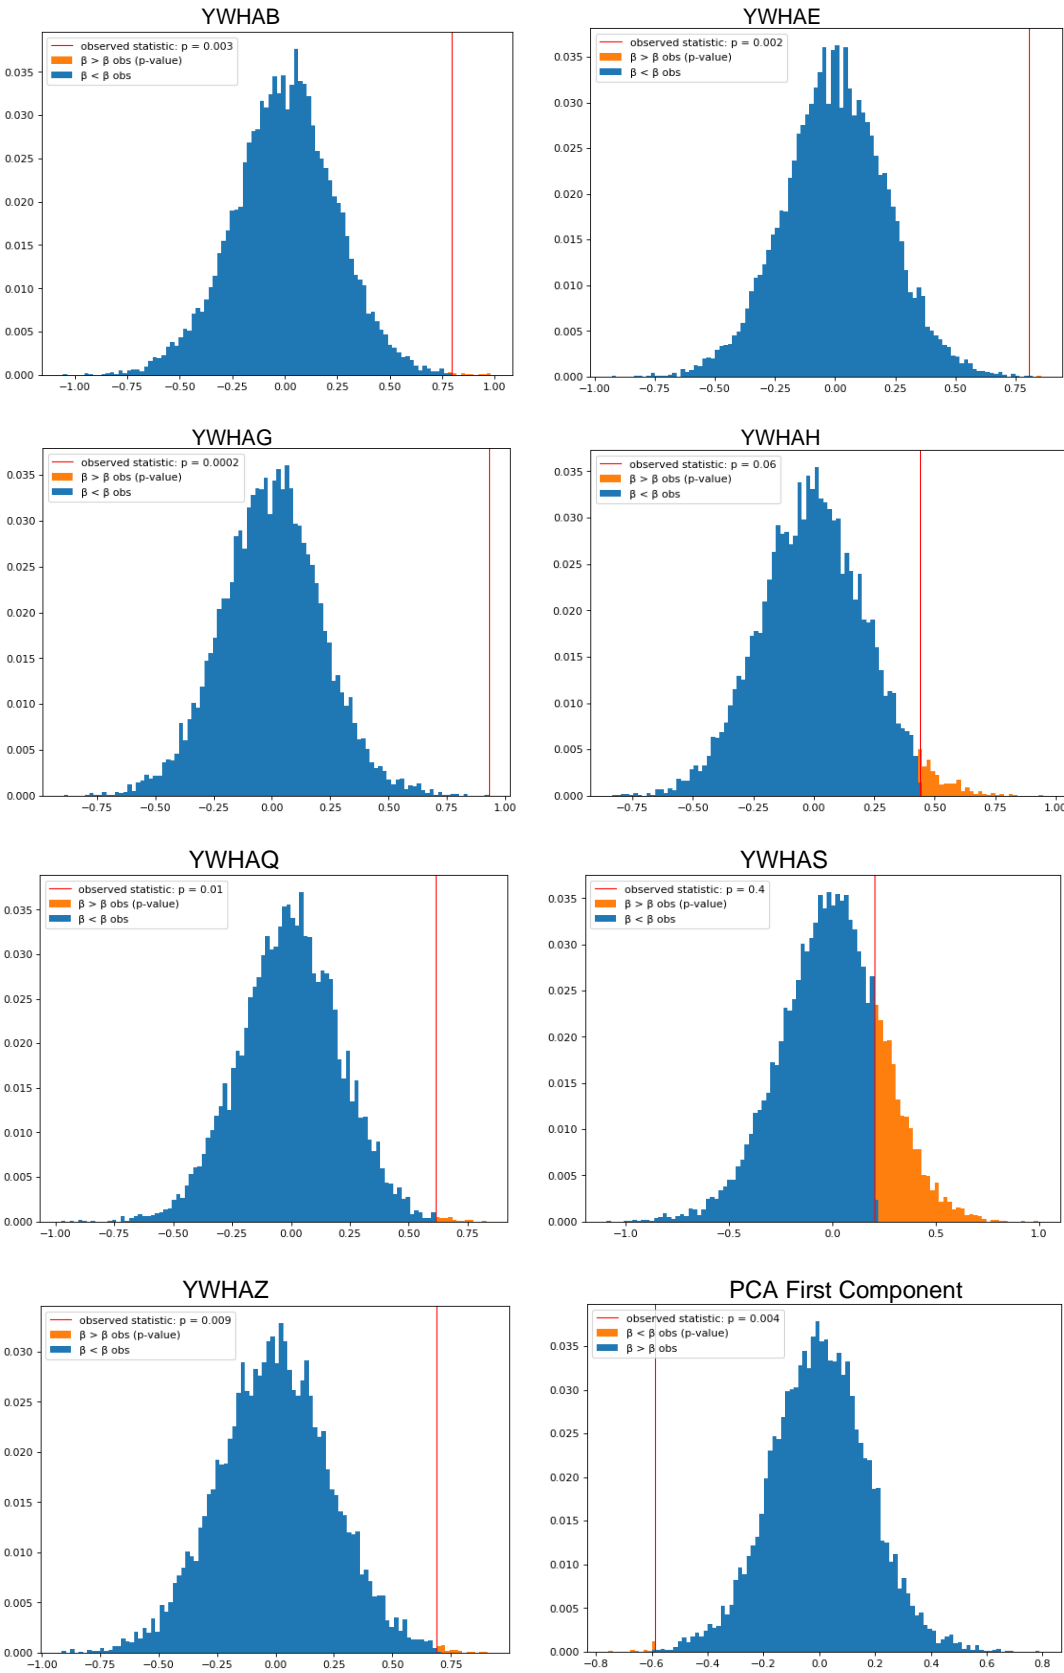 YWHAB
observed statistic: p = 0.003
β > β obs (p-value)
β < β obs
0.035
0.030
0.025
0.020
0.015
0.010
0.005
0.000
−1.00 −0.75 −0.50 −0.25 0.00 0.25 0.50 0.75 1.00
YWHAE
observed statistic: p = 0.002
β > β obs (p-value)
β < β obs
0.035
0.030
0.025
0.020
0.015
0.010
0.005
0.000
−1.00 −0.75 −0.50 −0.25 0.00 0.25 0.50 0.75
YWHAG
observed statistic: p = 0.0002
β > β obs (p-value)
β < β obs
0.035
0.030
0.025
0.020
0.015
0.010
0.005
0.000
−0.75 −0.50 −0.25 0.00 0.25 0.50 0.75 1.00
YWHAH
observed statistic: p = 0.06
β > β obs (p-value)
β < β obs
0.035
0.030
0.025
0.020
0.015
0.010
0.005
0.000
−0.75 −0.50 −0.25 0.00 0.25 0.50 0.75 1.00
YWHAQ
observed statistic: p = 0.01
β > β obs (p-value)
β < β obs
0.035
0.030
0.025
0.020
0.015
0.010
0.005
0.000
−1.00 −0.75 −0.50 −0.25 0.00 0.25 0.50 0.75
YWHAS
observed statistic: p = 0.4
β > β obs (p-value)
β < β obs
0.035
0.030
0.025
0.020
0.015
0.010
0.005
0.000
−1.0 −0.5 0.0 0.5 1.0
YWHAZ
observed statistic: p = 0.009
β > β obs (p-value)
β < β obs
0.030
0.025
0.020
0.015
0.010
0.005
0.000
−1.00 −0.75 −0.50 −0.25 0.00 0.25 0.50 0.75
PCA First Component
observed statistic: p = 0.004
β < β obs (p-value)
β > β obs
0.035
0.030
0.025
0.020
0.015
0.010
0.005
0.000
−0.8 −0.6 −0.4 −0.2 0.0 0.2 0.4 0.6 0.8